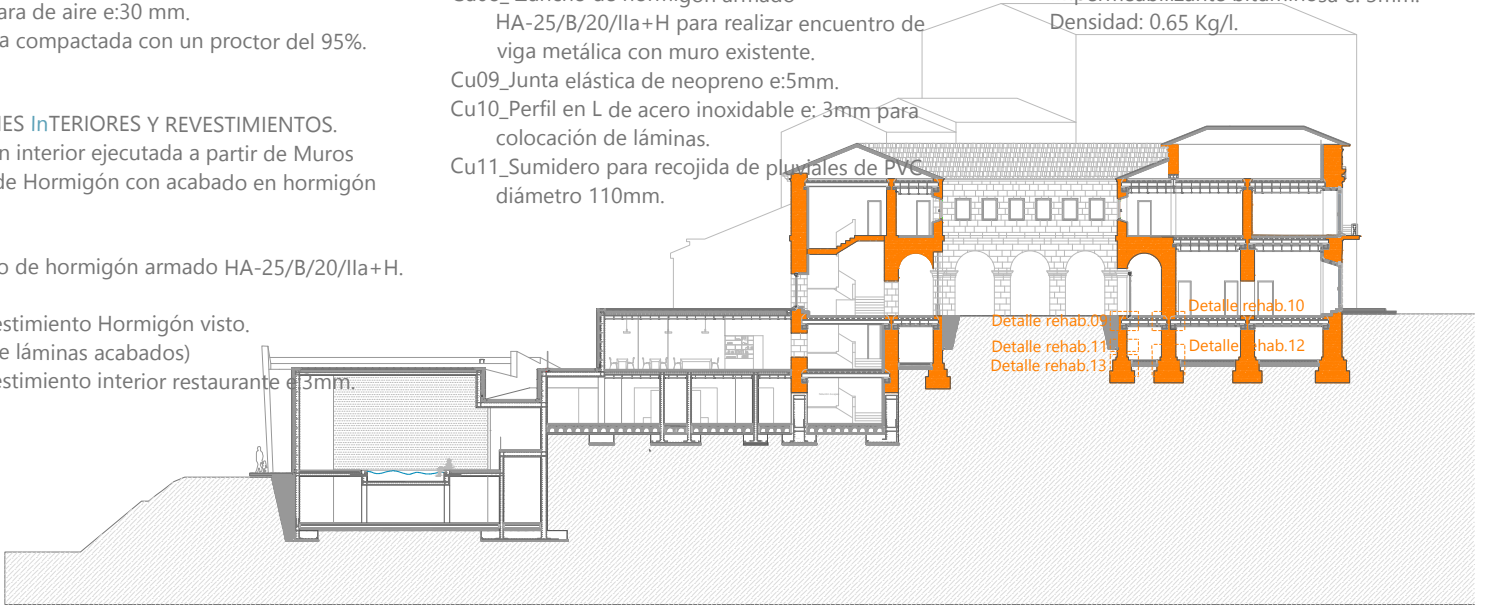 ara de aire e:30 mm.
a compactada con un proctor del 95%.
ES InTERIORES Y REVESTIMIENTOS.
n interior ejecutada a partir de Muros
de Hormigón con acabado en hormigón
o de hormigón armado HA-25/B/20/IIa+H.
estimiento Hormigón visto.
e láminas acabados)
estimiento interior restaurante e:3mm.
HA-25/B/20/IIa+H para realizar encuentro de
viga metálica con muro existente.
Cu09_Junta elástica de neopreno e:5mm.
Cu10_Perfil en L de acero inoxidable e: 3mm para
colocación de láminas.
Cu11_Sumidero para recojida de pluviales de PVC
diámetro 110mm.
Densidad: 0.65 Kg/l.
Detalle rehab.09
Detalle rehab.10
Detalle rehab.11
Detalle rehab.12
Detalle rehab.13